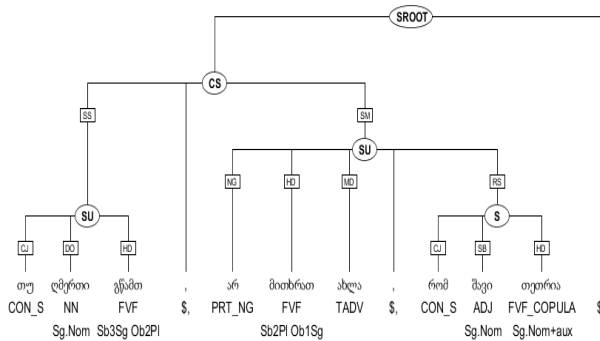 SROOT
CS
SS SM
SU
NG HD MD RS
SU S
CJ DO HD CJ SB HD
თუ ღმერთი გწამთ , არ მითხრათ ახლა , რომ შავი თეთრია
CON_S NN FVF $, PRT_NG FVF TADV $, CON_S ADJ FVF_COPULA $
Sg.Nom Sb3Sg Ob2Pl Sb2Pl Ob1Sg Sg.Nom Sg.Nom+aux